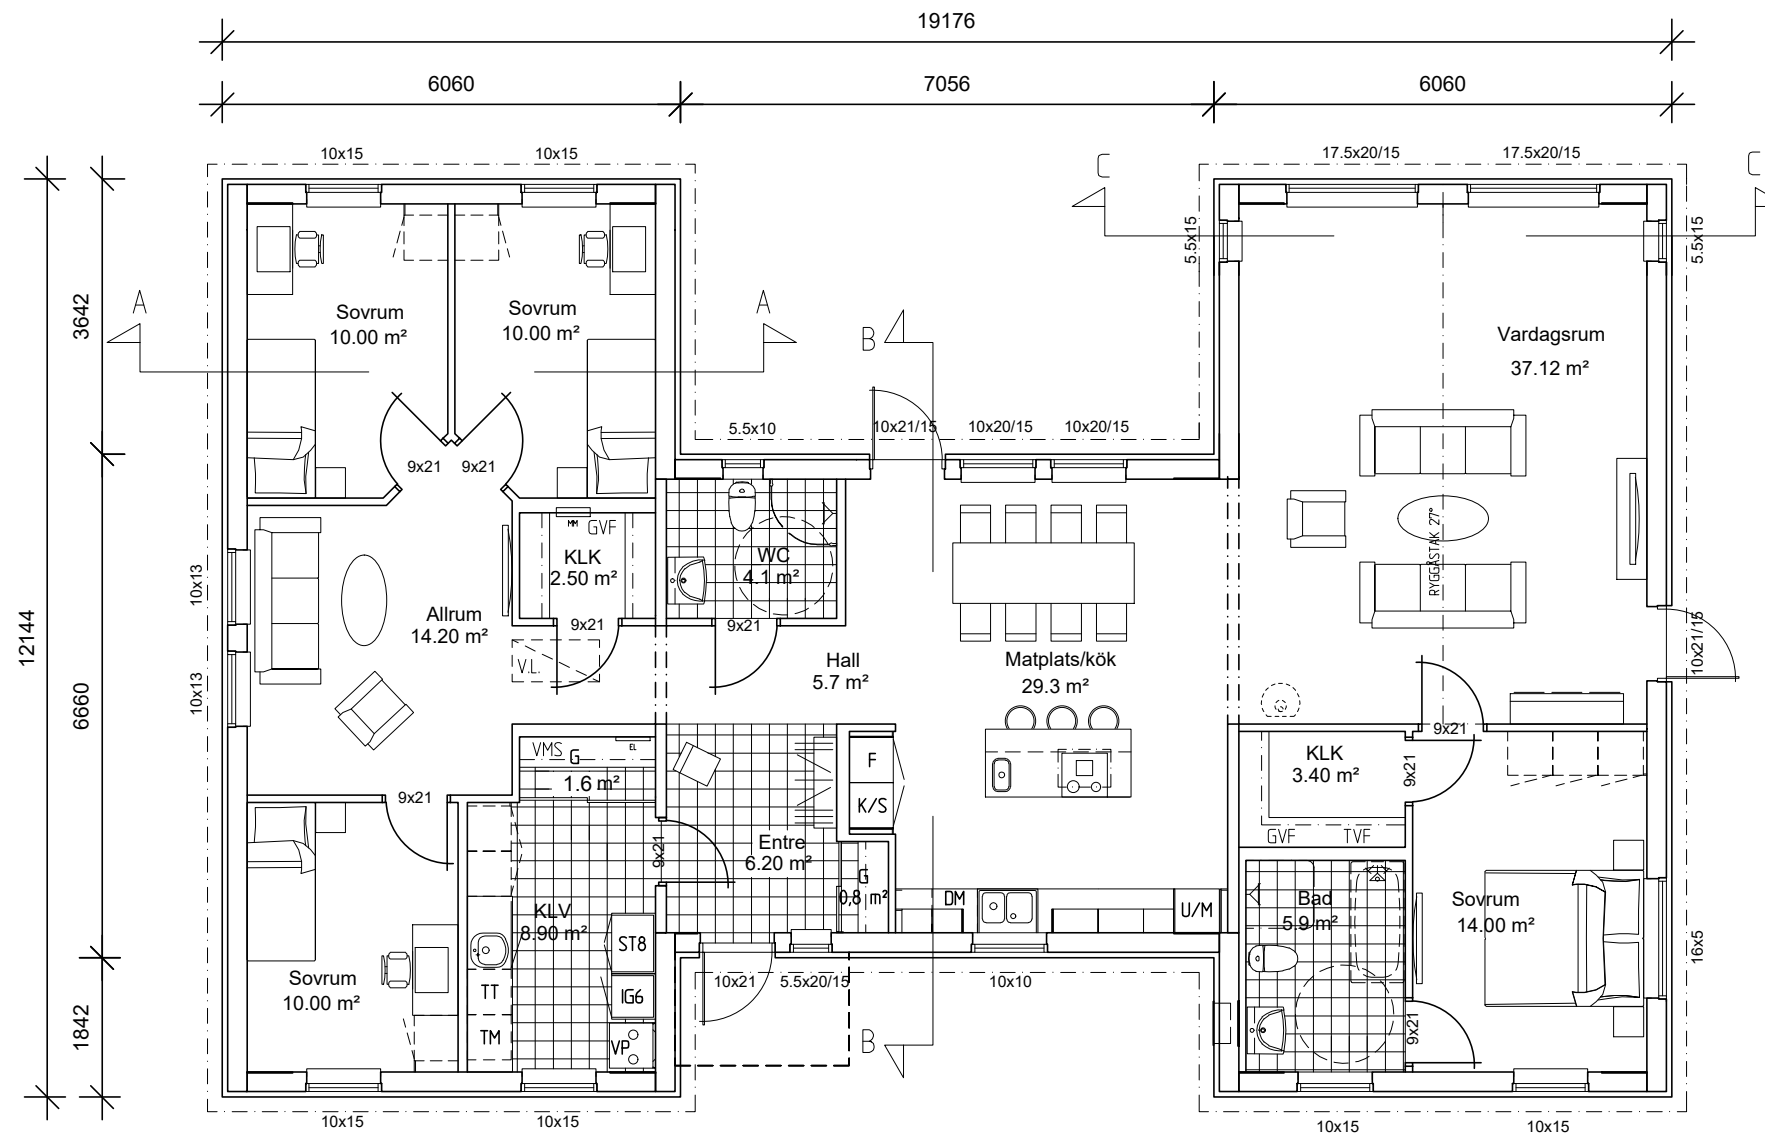 19176
6060
7056
6060
10x15
10x15
17.5x20/15
17.5x20/15
C
C
5.5x15
5.5x15
3642
A
A
B
Sovrum
10.00 m²
Sovrum
10.00 m²
Vardagsrum
37.12 m²
5.5x10
10x21/15
10x20/15
10x20/15
9x21
9x21
12144
6660
1842
10x13
10x13
MM
GVF
KLK
2.50 m²
WC
4.1 m²
RYGGÅSTAK 27°
Allrum
14.20 m²
9x21
9x21
V.L.
Hall
5.7 m²
Matplats/kök
29.3 m²
10x21/15
VMS
EL
G
1.6 m²
F
K/S
9x21
KLK
3.40 m²
9x21
9x21
9x21
Entre
6.20 m²
GVF
TVF
G
0,8 m²
DM
U/M
Bad
5.9 m²
Sovrum
14.00 m²
KLV
8.90 m²
ST8
IG6
VP
TT
TM
Sovrum
10.00 m²
10x21
5.5x20/15
10x10
16x5
9x21
B
10x15
10x15
10x15
10x15